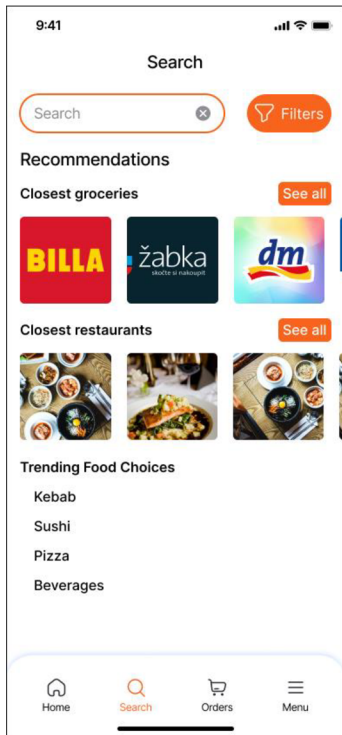 9:41
Search
Search
Filters
Recommendations
Closest groceries
See all
BILLA
žabka
skočte si nakoupit
dm
Closest restaurants
See all
Trending Food Choices
Kebab
Sushi
Pizza
Beverages
Home
Search
Orders
Menu